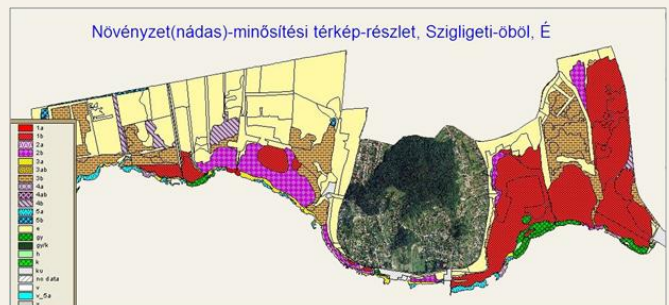 Növényzet(nádas)-minősítési térkép-részlet, Szigligeti-öböl, É
1a
1b
2a
2b
3a
3ab
3b
4a
4ab
4b
5a
5b
e
gy
gyk
h
k
ku
no data
v
v_5a